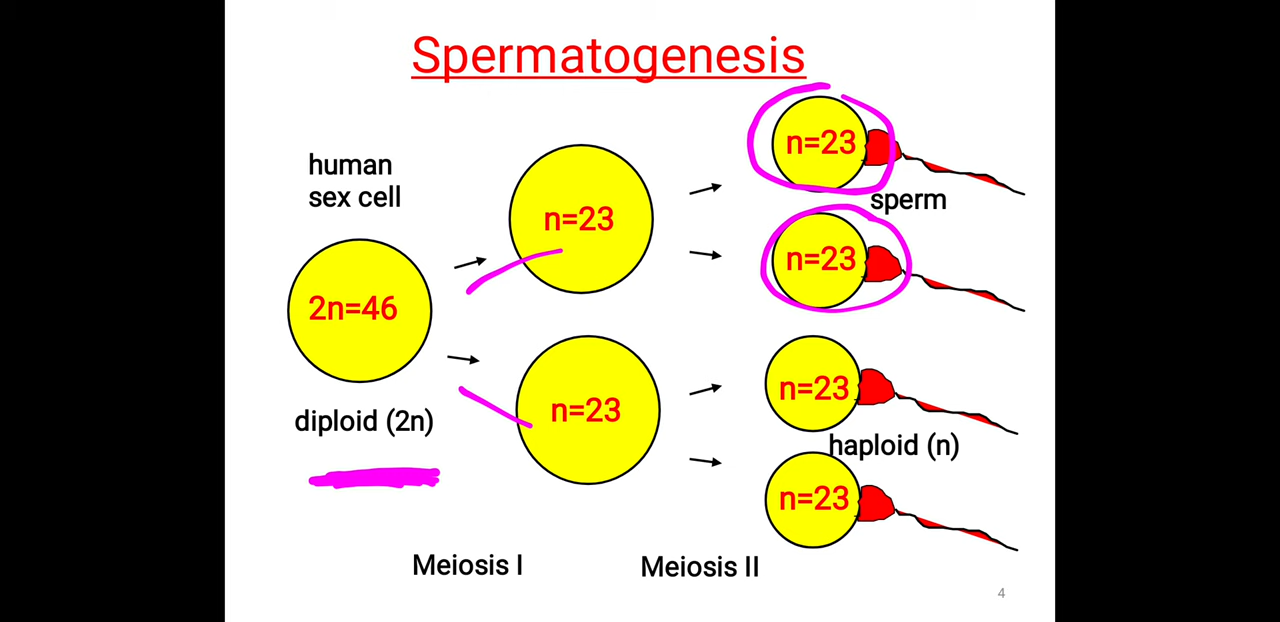 Spermatogenesis
human
sex cell
2n=46
diploid (2n)
n=23
n=23
n=23
sperm
n=23
n=23
haploid (n)
n=23
Meiosis I
Meiosis II
4